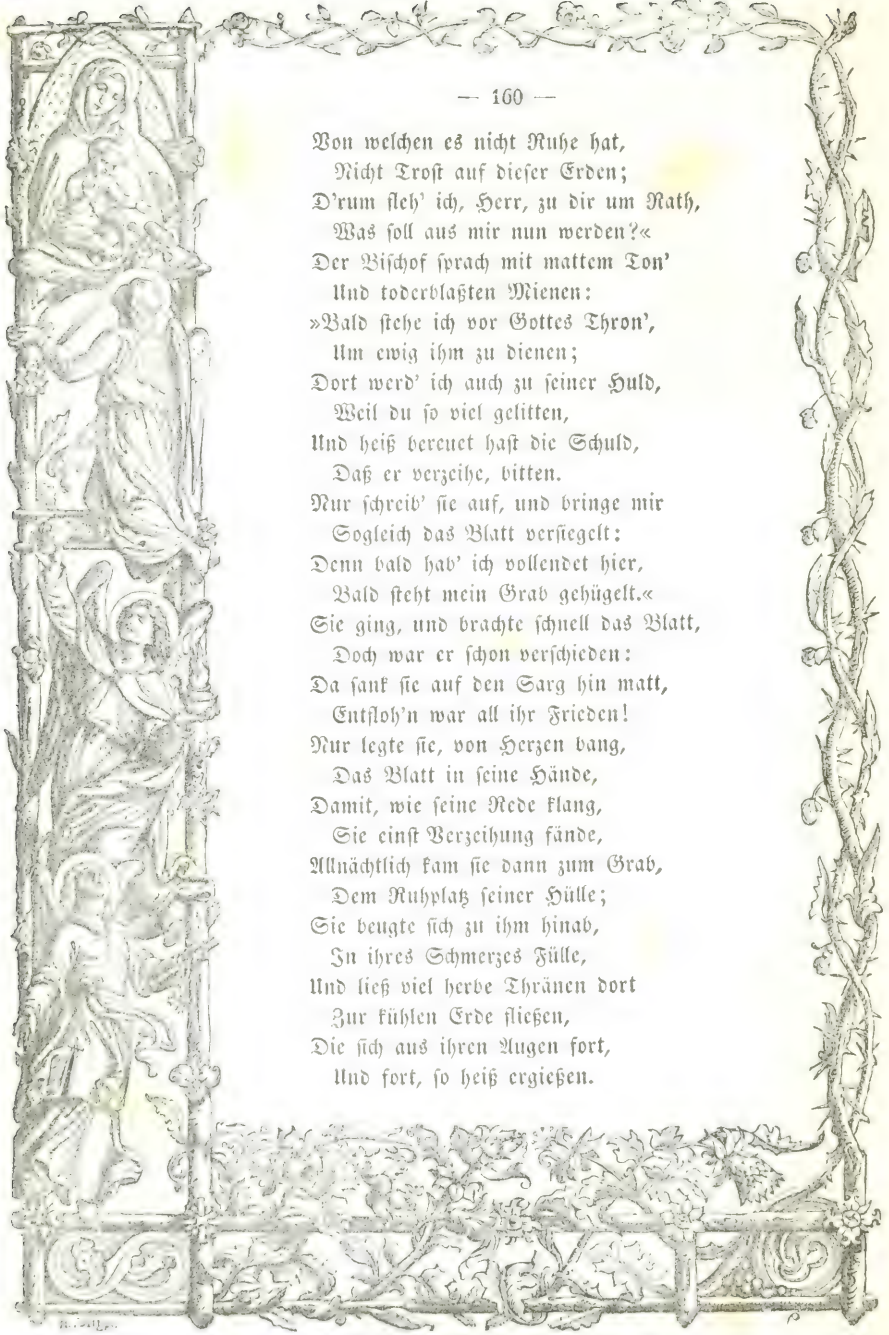 — 160 —
Von welchen es nicht Ruhe hat,
Nicht Trost auf dieser Erden;
D'rum fleh' ich, Herr, zu dir um Rath,
Was soll aus mir nun werden?«
Der Bischof sprach mit mattem Ton'
Und toderblaßten Mienen:
»Bald stehe ich vor Gottes Thron',
Um ewig ihm zu dienen;
Dort werd' ich auch zu seiner Huld,
Weil du so viel gelitten,
Und heiß bereuet hast die Schuld,
Daß er verzeihe, bitten.
Nur schreib' sie auf, und bringe mir
Sogleich das Blatt versiegelt:
Denn bald hab' ich vollendet hier,
Bald steht mein Grab gehügelt.«
Sie ging, und brachte schnell das Blatt,
Doch war er schon verschieden:
Da sank sie auf den Sarg hin matt,
Entfloh'n war all ihr Frieden!
Nur legte sie, von Herzen bang,
Das Blatt in seine Hände,
Damit, wie seine Rede klang,
Sie einst Verzeihung fände,
Allnächtlich kam sie dann zum Grab,
Dem Ruhplatz seiner Hülle;
Sie beugte sich zu ihm hinab,
In ihres Schmerzes Fülle,
Und ließ viel herbe Thränen dort
Zur kühlen Erde fließen,
Die sich aus ihren Augen fort,
Und fort, so heiß ergießen.